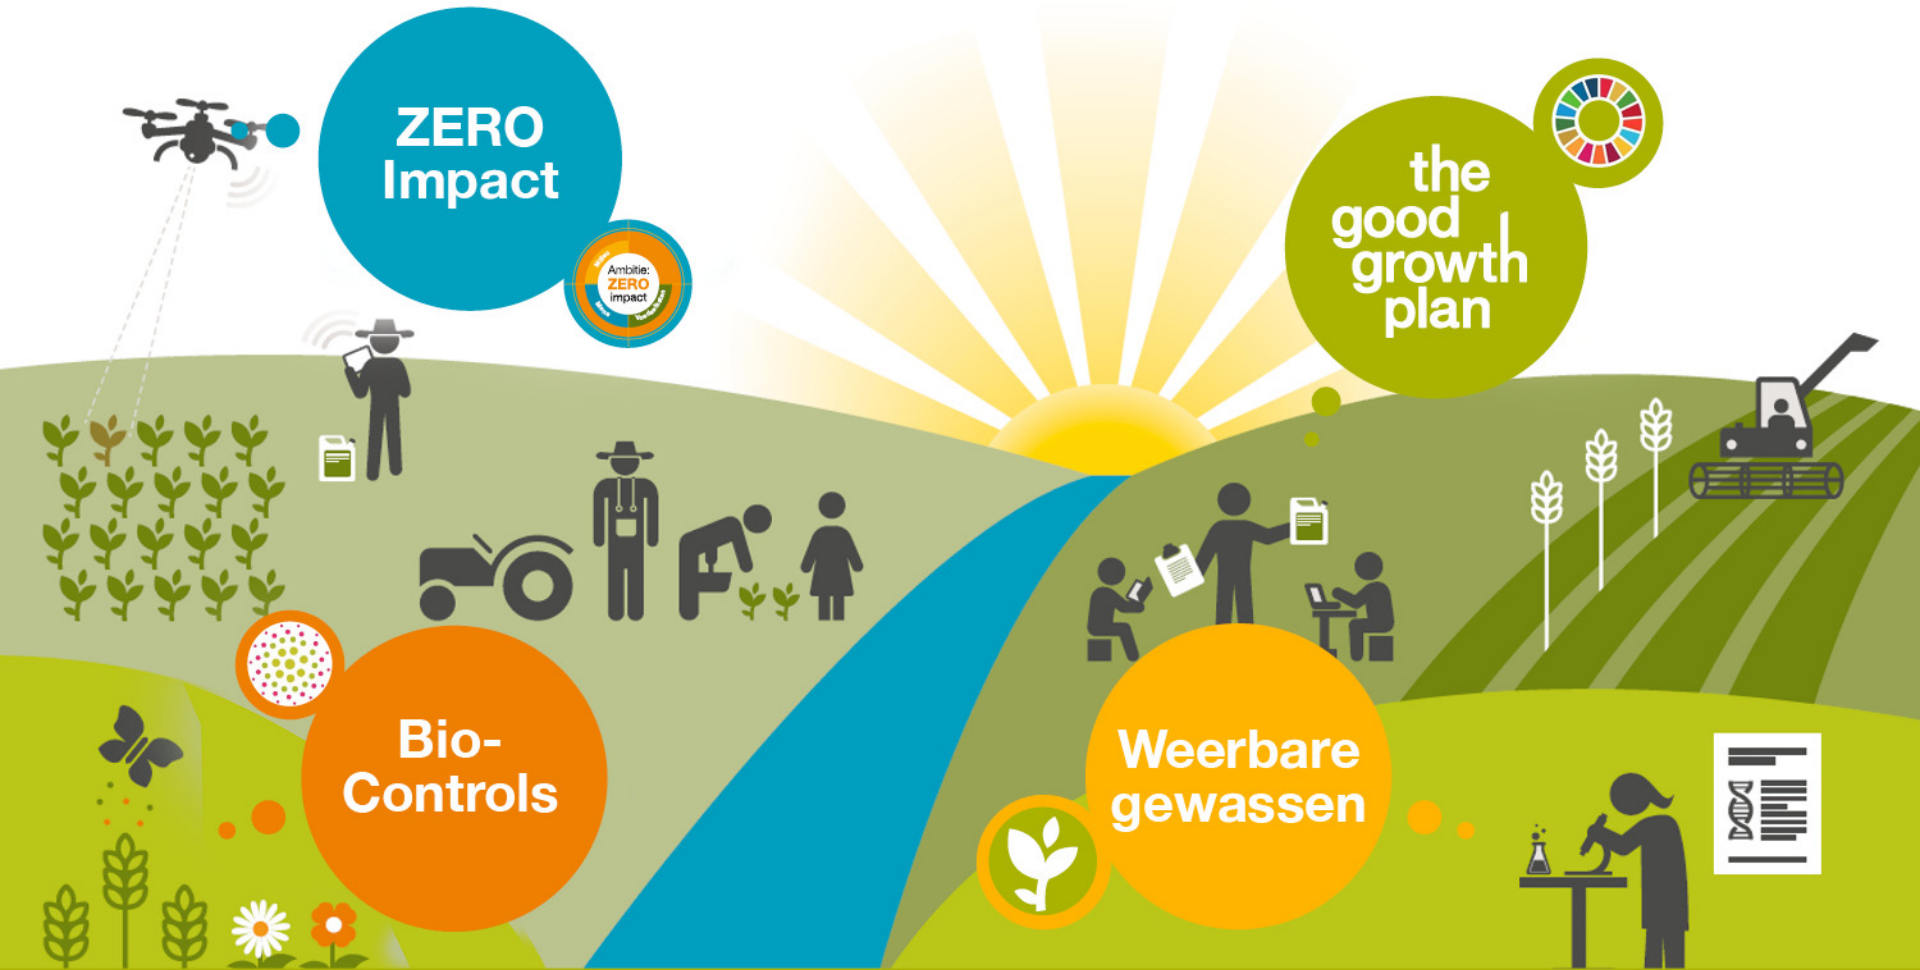 ZERO
Impact
Ambitie:
ZERO
impact
the
good
growth
plan
Bio-
Controls
Weerbare
gewassen